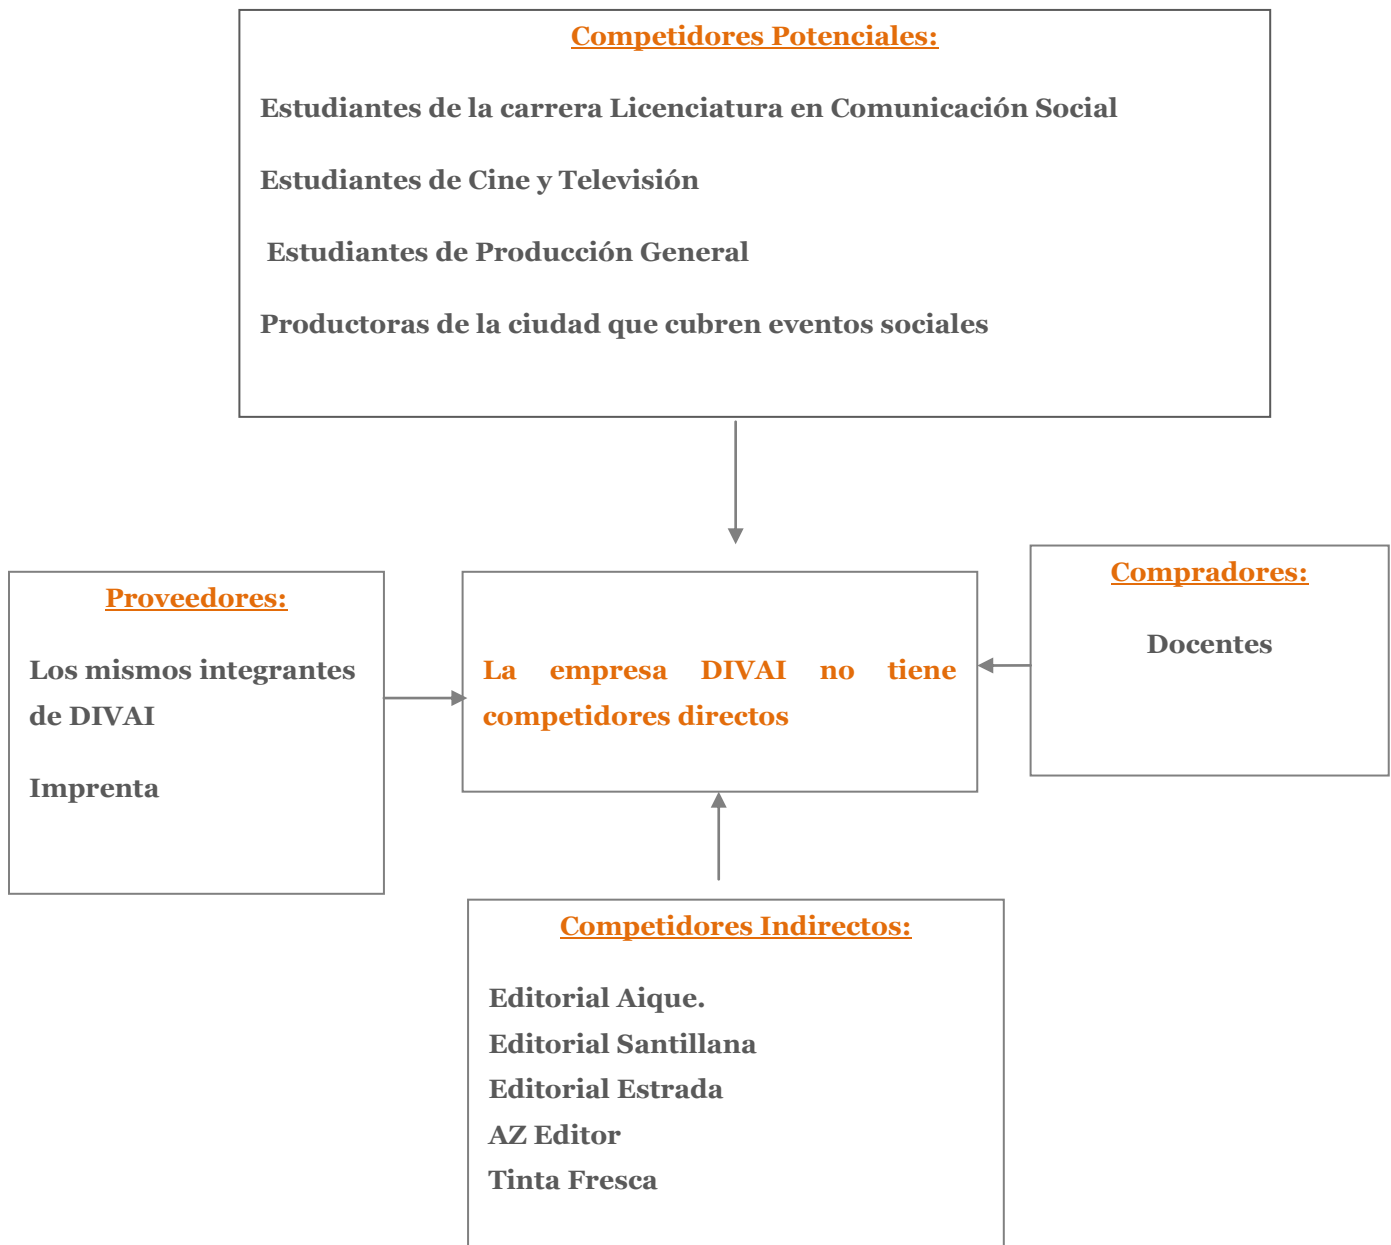 Competidores Potenciales:
Estudiantes de la carrera Licenciatura en Comunicación Social
Estudiantes de Cine y Televisión
Estudiantes de Producción General
Productoras de la ciudad que cubren eventos sociales
Proveedores:
Los mismos integrantes
de DIVAI
Imprenta
La empresa DIVAI no tiene
competidores directos
Compradores:
Docentes
Competidores Indirectos:
Editorial Aique.
Editorial Santillana
Editorial Estrada
AZ Editor
Tinta Fresca